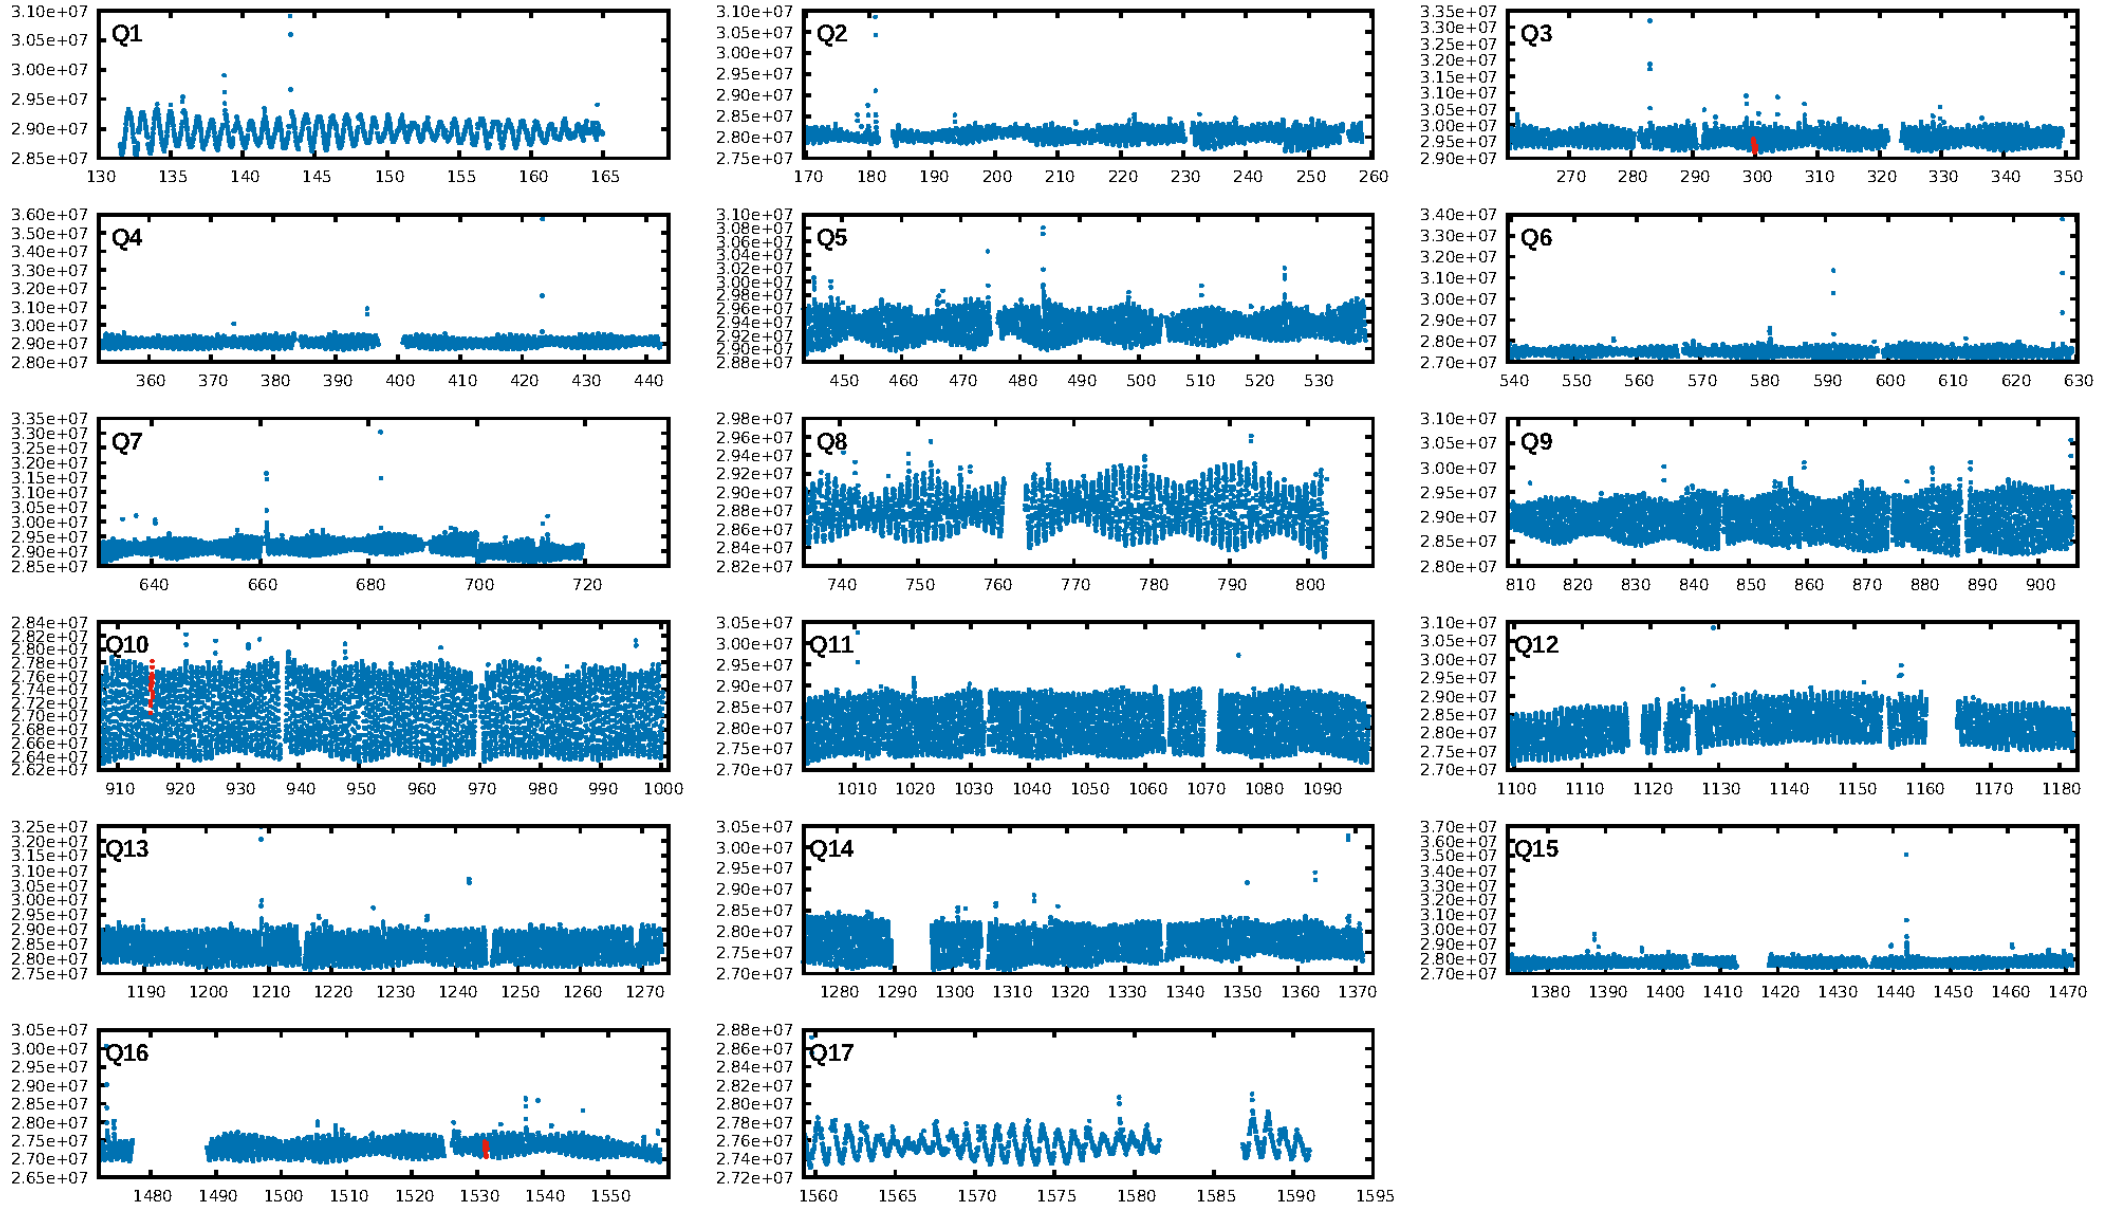 Q1
3.10e+07
3.05e+07
3.00e+07
2.95e+07
2.90e+07
2.85e+07
130 135 140 145 150 155 160 165
Q2
3.10e+07
3.05e+07
3.00e+07
2.95e+07
2.90e+07
2.85e+07
2.80e+07
2.75e+07
170 180 190 200 210 220 230 240 250 260
Q3
3.35e+07
3.30e+07
3.25e+07
3.20e+07
3.15e+07
3.10e+07
3.05e+07
3.00e+07
2.95e+07
2.90e+07
270 280 290 300 310 320 330 340 350
Q4
3.60e+07
3.50e+07
3.40e+07
3.30e+07
3.20e+07
3.10e+07
3.00e+07
2.90e+07
2.80e+07
360 370 380 390 400 410 420 430 440
Q5
3.10e+07
3.08e+07
3.06e+07
3.04e+07
3.02e+07
3.00e+07
2.98e+07
2.96e+07
2.94e+07
2.92e+07
2.90e+07
2.88e+07
450 460 470 480 490 500 510 520 530
Q6
3.40e+07
3.30e+07
3.20e+07
3.10e+07
3.00e+07
2.90e+07
2.80e+07
2.70e+07
540 550 560 570 580 590 600 610 620 630
Q7
3.35e+07
3.30e+07
3.25e+07
3.20e+07
3.15e+07
3.10e+07
3.05e+07
3.00e+07
2.95e+07
2.90e+07
2.85e+07
640 660 680 700 720
Q8
2.98e+07
2.96e+07
2.94e+07
2.92e+07
2.90e+07
2.88e+07
2.86e+07
2.84e+07
2.82e+07
740 750 760 770 780 790 800
Q9
3.10e+07
3.05e+07
3.00e+07
2.95e+07
2.90e+07
2.85e+07
2.80e+07
810 820 830 840 850 860 870 880 890 900
Q10
2.84e+07
2.82e+07
2.80e+07
2.78e+07
2.76e+07
2.74e+07
2.72e+07
2.70e+07
2.68e+07
2.66e+07
2.64e+07
2.62e+07
910 920 930 940 950 960 970 980 990 1000
Q11
3.05e+07
3.00e+07
2.95e+07
2.90e+07
2.85e+07
2.80e+07
2.75e+07
2.70e+07
1010 1020 1030 1040 1050 1060 1070 1080 1090
Q12
3.10e+07
3.05e+07
3.00e+07
2.95e+07
2.90e+07
2.85e+07
2.80e+07
2.75e+07
2.70e+07
1100 1110 1120 1130 1140 1150 1160 1170 1180
Q13
3.25e+07
3.20e+07
3.15e+07
3.10e+07
3.05e+07
3.00e+07
2.95e+07
2.90e+07
2.85e+07
2.80e+07
2.75e+07
1190 1200 1210 1220 1230 1240 1250 1260 1270
Q14
3.05e+07
3.00e+07
2.95e+07
2.90e+07
2.85e+07
2.80e+07
2.75e+07
2.70e+07
1280 1290 1300 1310 1320 1330 1340 1350 1360 1370
Q15
3.70e+07
3.60e+07
3.50e+07
3.40e+07
3.30e+07
3.20e+07
3.10e+07
3.00e+07
2.90e+07
2.80e+07
2.70e+07
1380 1390 1400 1410 1420 1430 1440 1450 1460 1470
Q16
3.05e+07
3.00e+07
2.95e+07
2.90e+07
2.85e+07
2.80e+07
2.75e+07
2.70e+07
2.65e+07
1480 1490 1500 1510 1520 1530 1540 1550
Q17
2.88e+07
2.86e+07
2.84e+07
2.82e+07
2.80e+07
2.78e+07
2.76e+07
2.74e+07
2.72e+07
1560 1565 1570 1575 1580 1585 1590 1595